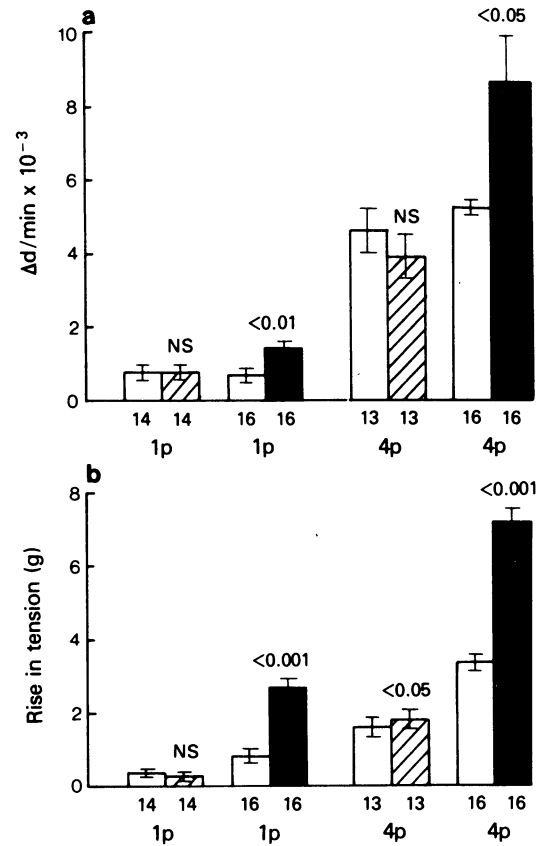 a
<0.05
10
8
6
NS
4
<0.01
2
NS
0
Δd/min x 10⁻³
14 14 16 16 13 13 16 16
1p 1p 4p 4p
b
8
<0.001
6
4
<0.001
<0.05
2
NS
0
Rise in tension (g)
14 14 16 16 13 13 16 16
1p 1p 4p 4p